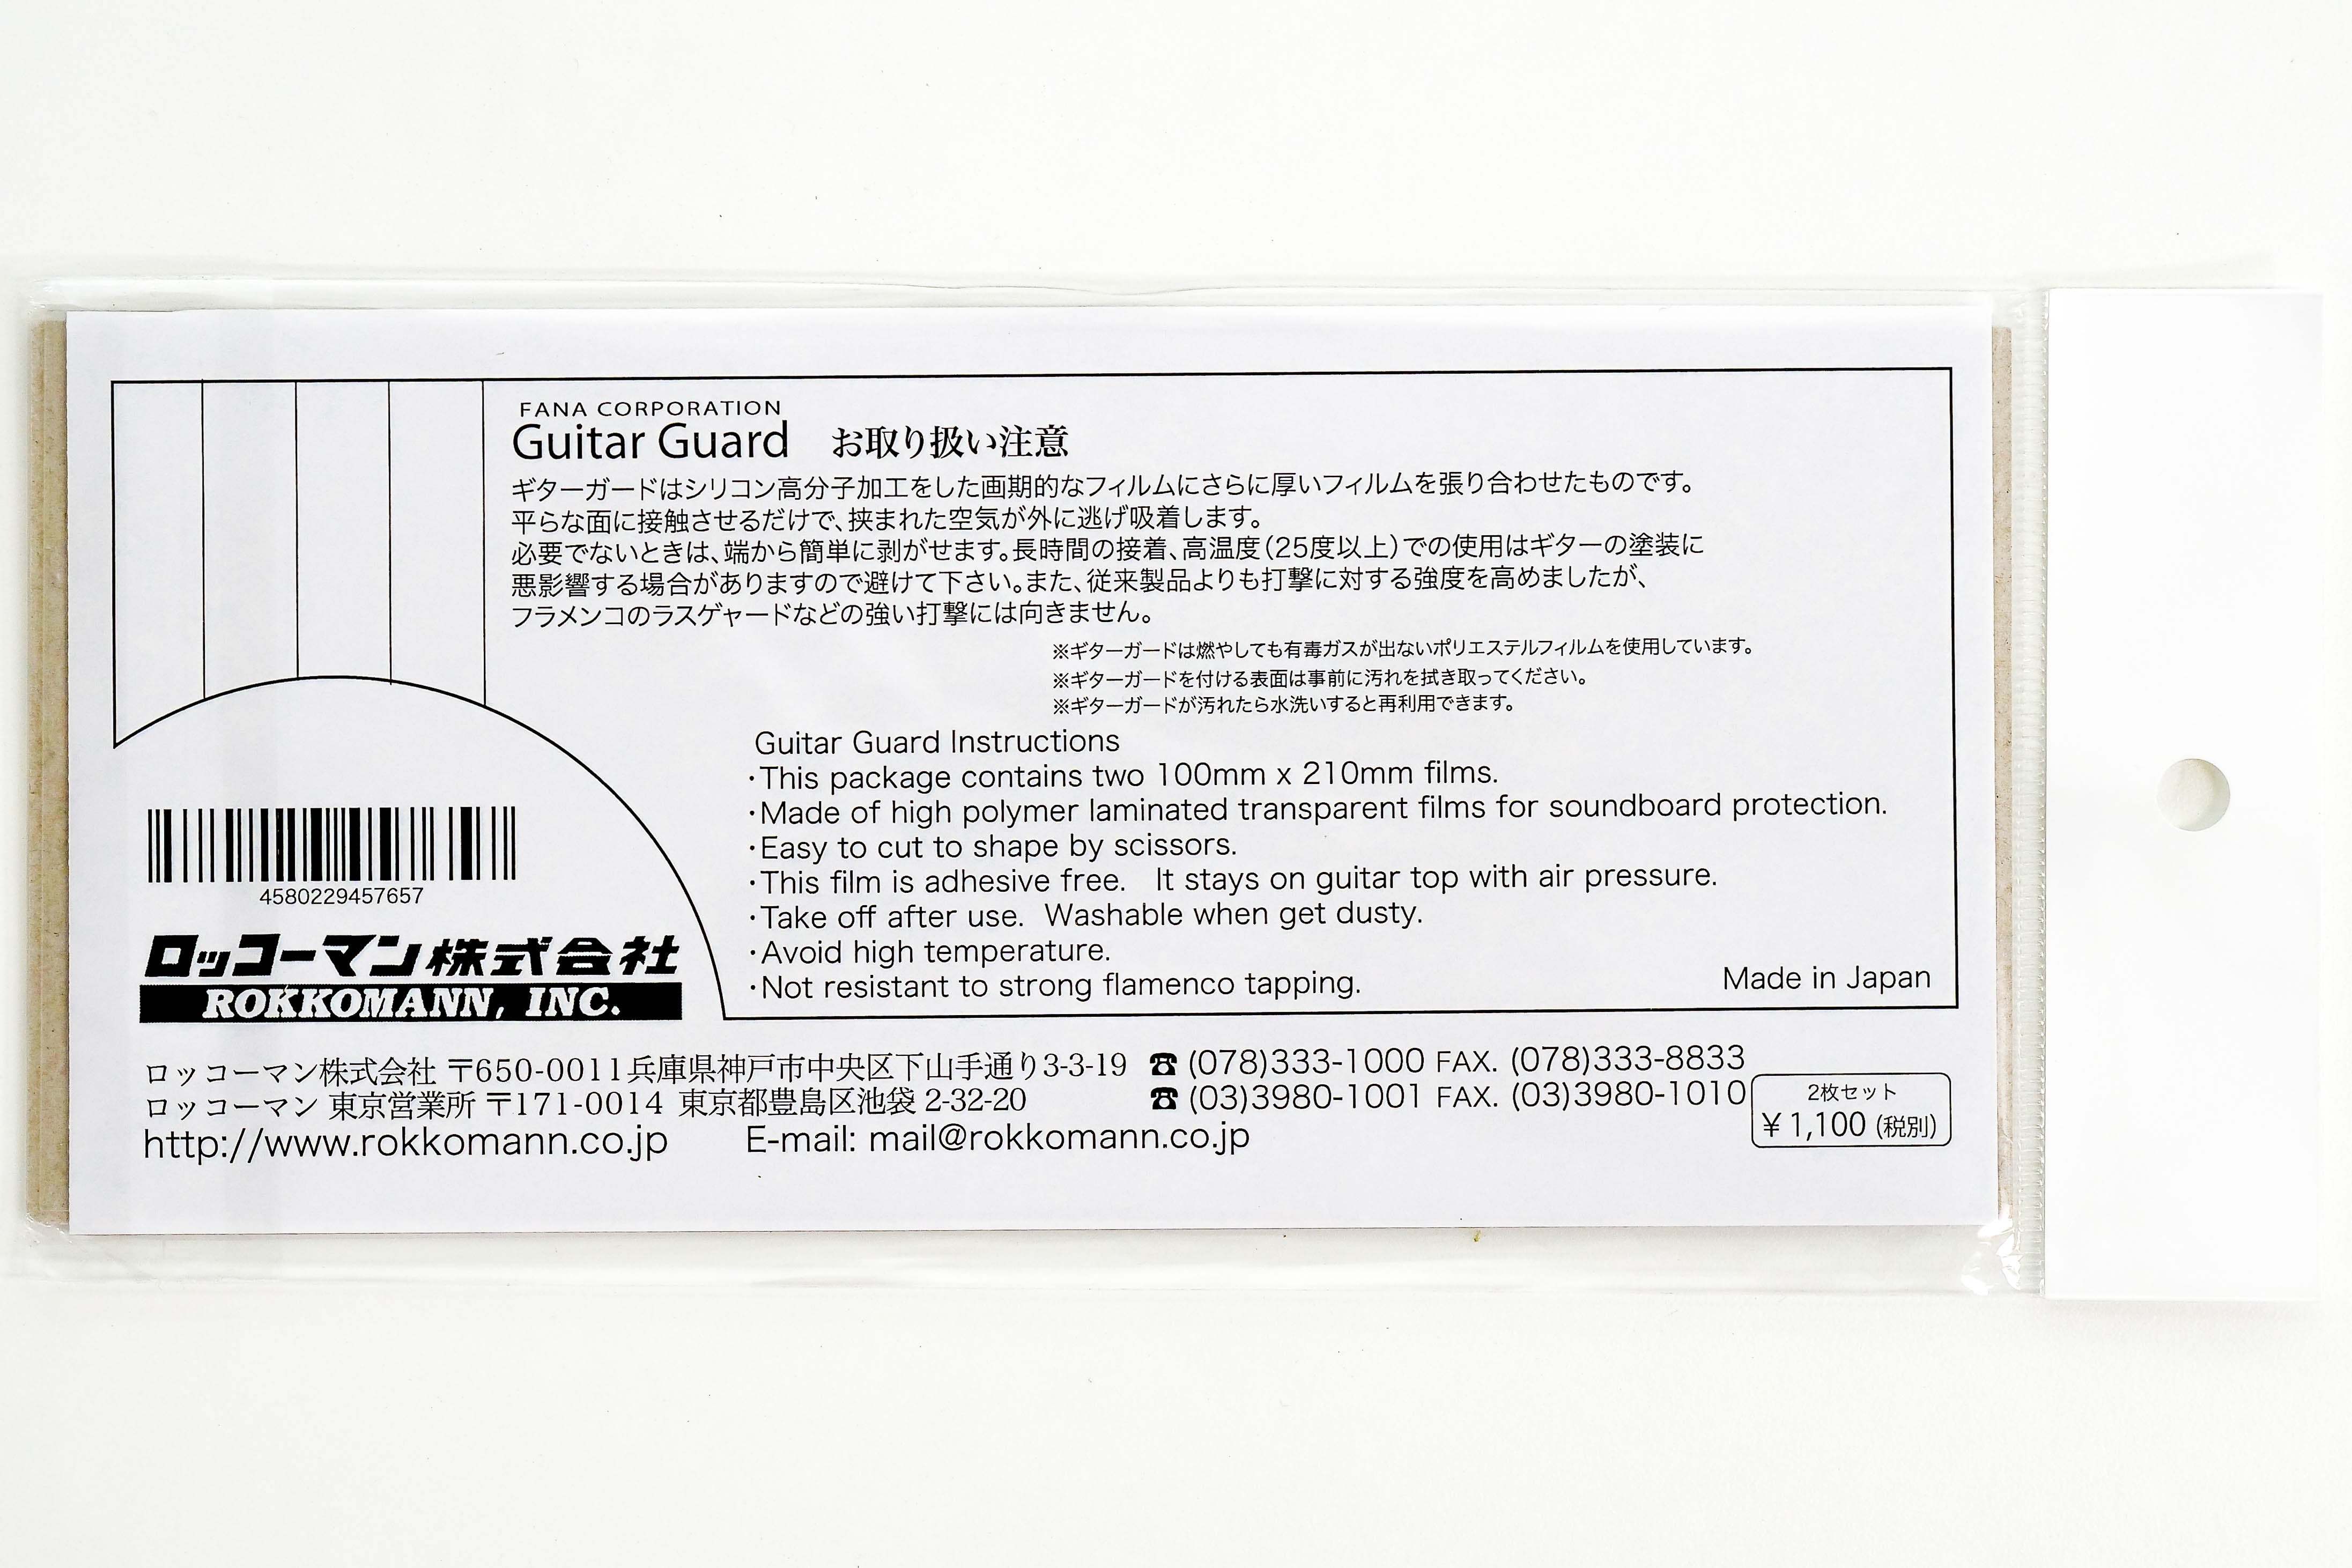 FANA CORPORATION
Guitar Guard お取り扱い注意
ギターガードはシリコン高分子加工をした画期的なフィルムにさらに厚いフィルムを張り合わせたものです。
平らな面に接触させるだけで、挟まれた空気が外に逃げ吸着します。
必要でないときは、端から簡単に剥がせます。長時間の接着、高温度(25度以上)での使用はギターの塗装に
悪影響する場合がありますので避けて下さい。また、従来製品よりも打撃に対する強度を高めましたが、
フラメンコのラスゲャードなどの強い打撃には向きません。
※ギターガードは燃やしても有毒ガスが出ないポリエステルフィルムを使用しています。
※ギターガードを付ける表面は事前に汚れを拭き取ってください。
※ギターガードが汚れたら水洗いすると再利用できます。
Guitar Guard Instructions
・This package contains two 100mm x 210mm films.
・Made of high polymer laminated transparent films for soundboard protection.
・Easy to cut to shape by scissors.
・This film is adhesive free. It stays on guitar top with air pressure.
・Take off after use. Washable when get dusty.
・Avoid high temperature.
・Not resistant to strong flamenco tapping.
Made in Japan
4580229457657
ロッコーマン株式会社
ROKKOMANN, INC.
ロッコーマン株式会社 〒650-0011兵庫県神戸市中央区下山手通り3-3-19 ☎ (078)333-1000 FAX. (078)333-8833
ロッコーマン 東京営業所 〒171-0014 東京都豊島区池袋 2-32-20 ☎ (03)3980-1001 FAX. (03)3980-1010
http://www.rokkomann.co.jp E-mail: mail@rokkomann.co.jp
2枚セット
¥1,100 (税別)